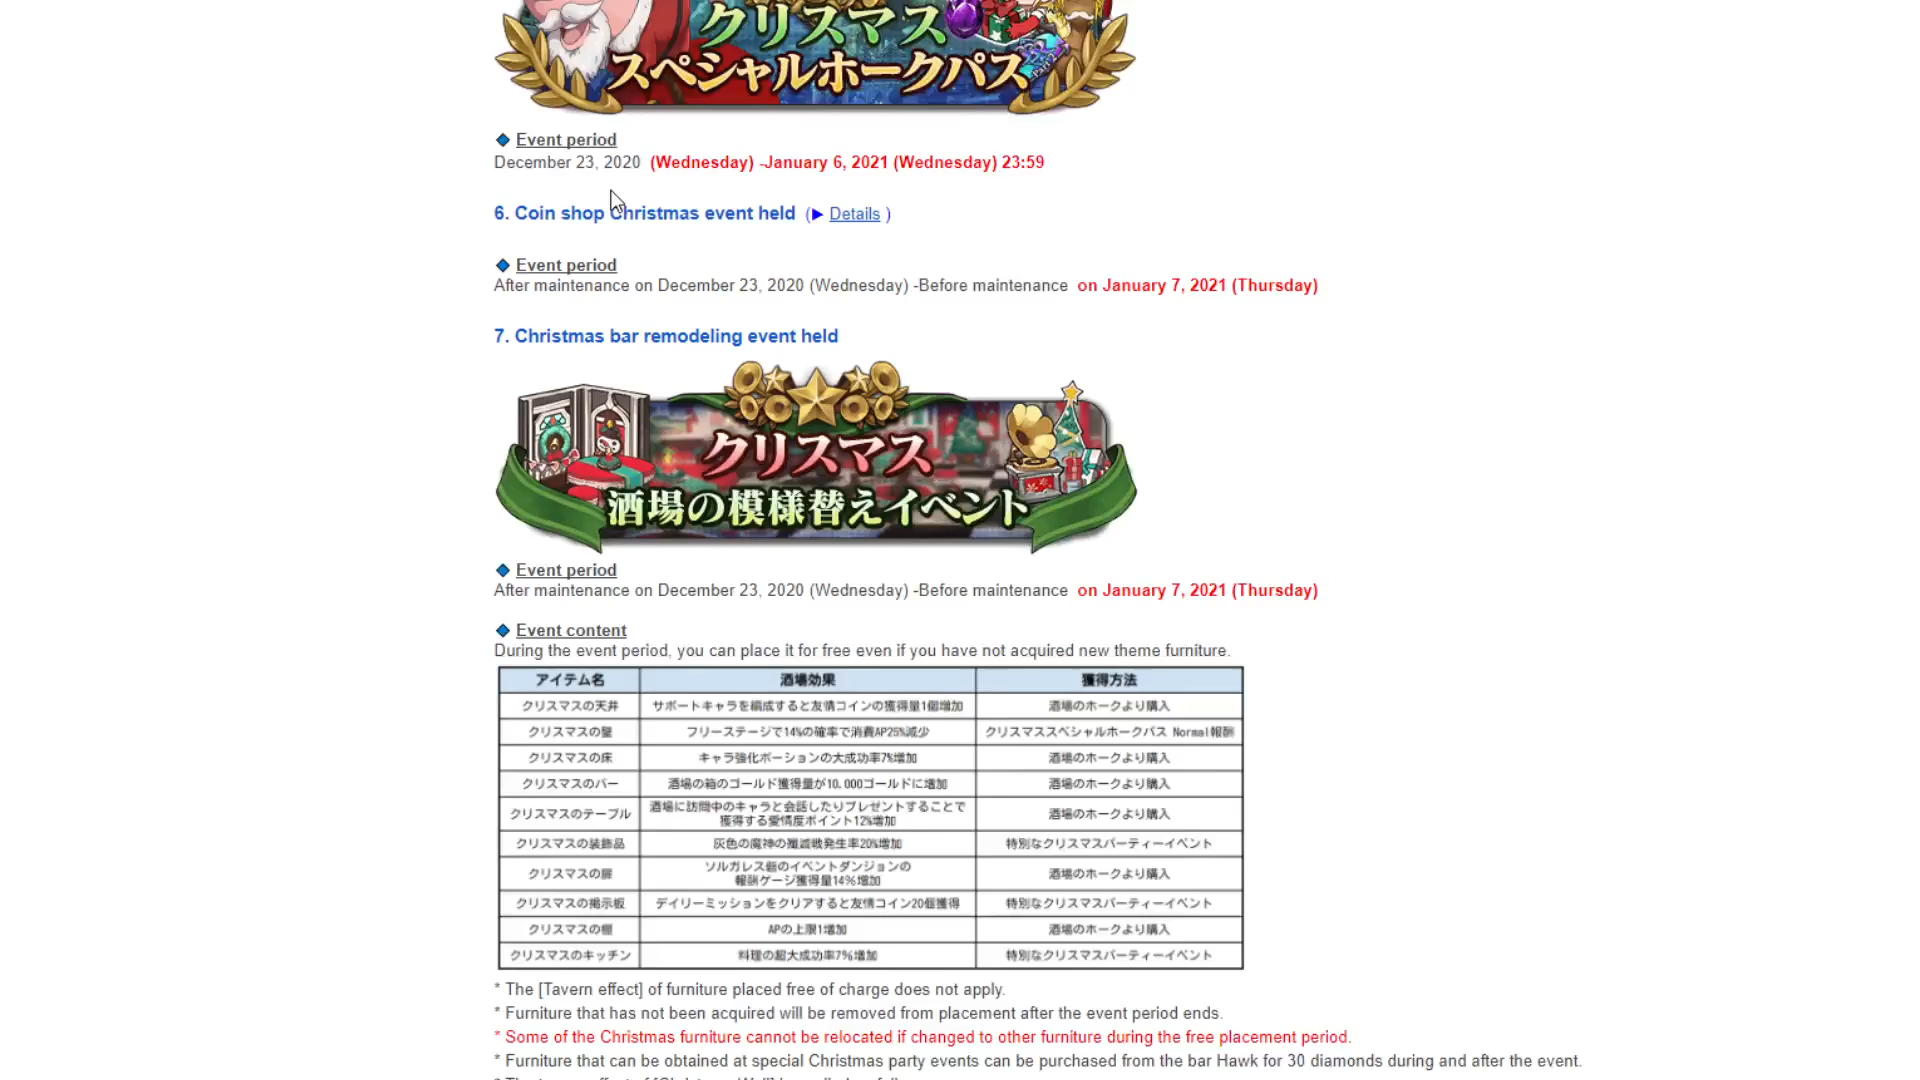 クリスマス
スペシャルホークパス
Event period
December 23, 2020 (Wednesday) -January 6, 2021 (Wednesday) 23:59
6. Coin shop Christmas event held (▶ Details )
Event period
After maintenance on December 23, 2020 (Wednesday) -Before maintenance on January 7, 2021 (Thursday)
7. Christmas bar remodeling event held
クリスマス
酒場の模様替えイベント
Event period
After maintenance on December 23, 2020 (Wednesday) -Before maintenance on January 7, 2021 (Thursday)
Event content
During the event period, you can place it for free even if you have not acquired new theme furniture.
アイテム名 酒場効果 獲得方法
クリスマスの天井 サポートキャラを編成すると友情コインの獲得量1個増加 酒場のホークより購入
クリスマスの壁 フリーステージで14%の確率で消費AP25%減少 クリスマススペシャルホークパス Normal報酬
クリスマスの床 キャラ強化ポーションの大成功率7%増加 酒場のホークより購入
クリスマスのバー 酒場の箱のゴールド獲得量が10,000ゴールドに増加 酒場のホークより購入
クリスマスのテーブル 酒場に訪問中のキャラと会話したりプレゼントすることで
獲得する愛情度ポイント12%増加 酒場のホークより購入
クリスマスの装飾品 灰色の魔神の殲滅戦発生率20%増加 特別なクリスマスパーティーイベント
クリスマスの扉 ソルガレス砦のイベントダンジョンの
報酬ゲージ獲得量14%増加 酒場のホークより購入
クリスマスの掲示板 デイリーミッションをクリアすると友情コイン20個獲得 特別なクリスマスパーティーイベント
クリスマスの棚 APの上限1増加 酒場のホークより購入
クリスマスのキッチン 料理の超大成功率7%増加 特別なクリスマスパーティーイベント
* The [Tavern effect] of furniture placed free of charge does not apply.
* Furniture that has not been acquired will be removed from placement after the event period ends.
* Some of the Christmas furniture cannot be relocated if changed to other furniture during the free placement period.
* Furniture that can be obtained at special Christmas party events can be purchased from the bar Hawk for 30 diamonds during and after the event.